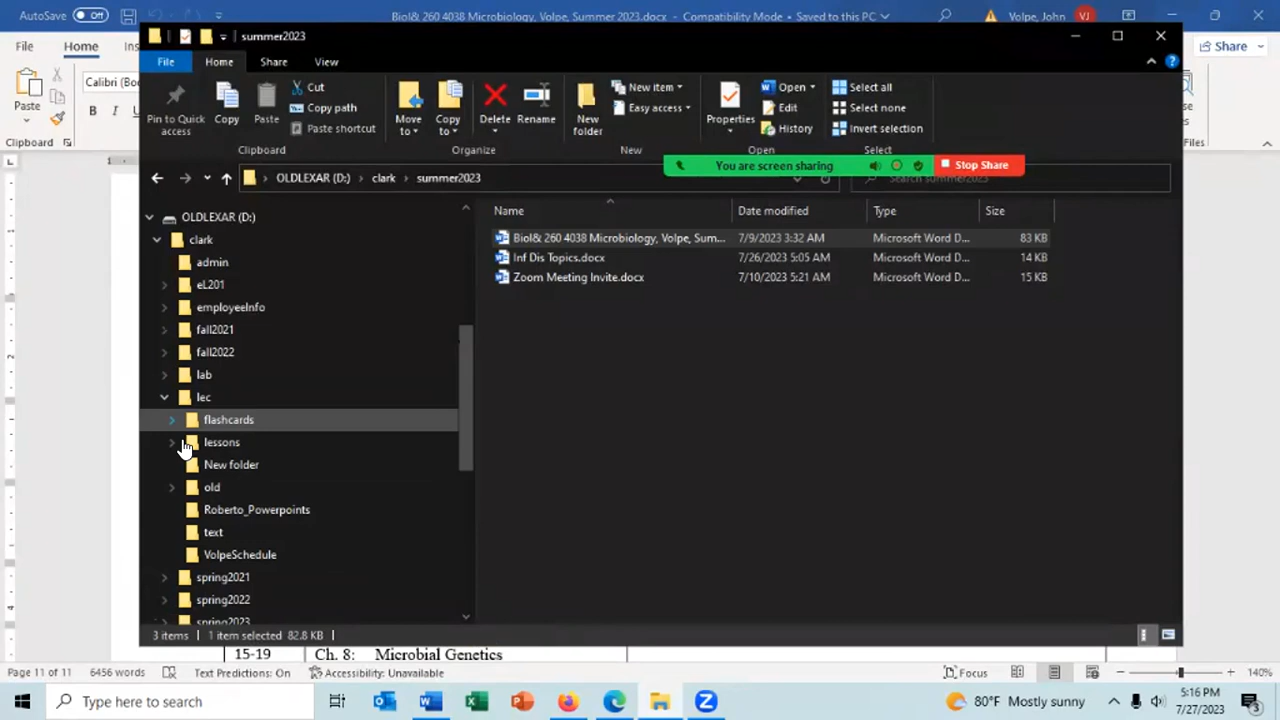 AutoSave Off Biol& 260 4038 Microbiology, Volpe, Summer 2023.docx - Compatibility Mode • Saved to this PC Volpe, John VJ
summer2023
File Home Ins Share
File Home Share View
Calibri (Boo
Paste
B I
Clipboard
Pin to Quick access
Copy
Paste
Cut
Copy path
Paste shortcut
Clipboard
Move to
Copy to
Delete
Rename
Organize
New folder
New item
Easy access
New
Properties
Open
Edit
History
Open
Select all
Select none
Invert selection
Select
Files
You are screen sharing Stop Share
OLDLEXAR (D:) › clark › summer2023 Search summer2023
Name Date modified Type Size
OLDLEXAR (D:)
clark
admin
eL201
employeeInfo
fall2021
fall2022
lab
lec
flashcards
lessons
New folder
old
Roberto_Powerpoints
text
VolpeSchedule
spring2021
spring2022
spring2023
Biol& 260 4038 Microbiology, Volpe, Sum... 7/9/2023 3:32 AM Microsoft Word D... 83 KB
Inf Dis Topics.docx 7/26/2023 5:05 AM Microsoft Word D... 14 KB
Zoom Meeting Invite.docx 7/10/2023 5:21 AM Microsoft Word D... 15 KB
3 items 1 item selected 82.8 KB
15-19 Ch. 8: Microbial Genetics
Page 11 of 11 6456 words Text Predictions: On Accessibility: Unavailable Focus 140%
Type here to search 80°F Mostly sunny 5:16 PM
7/27/2023 3